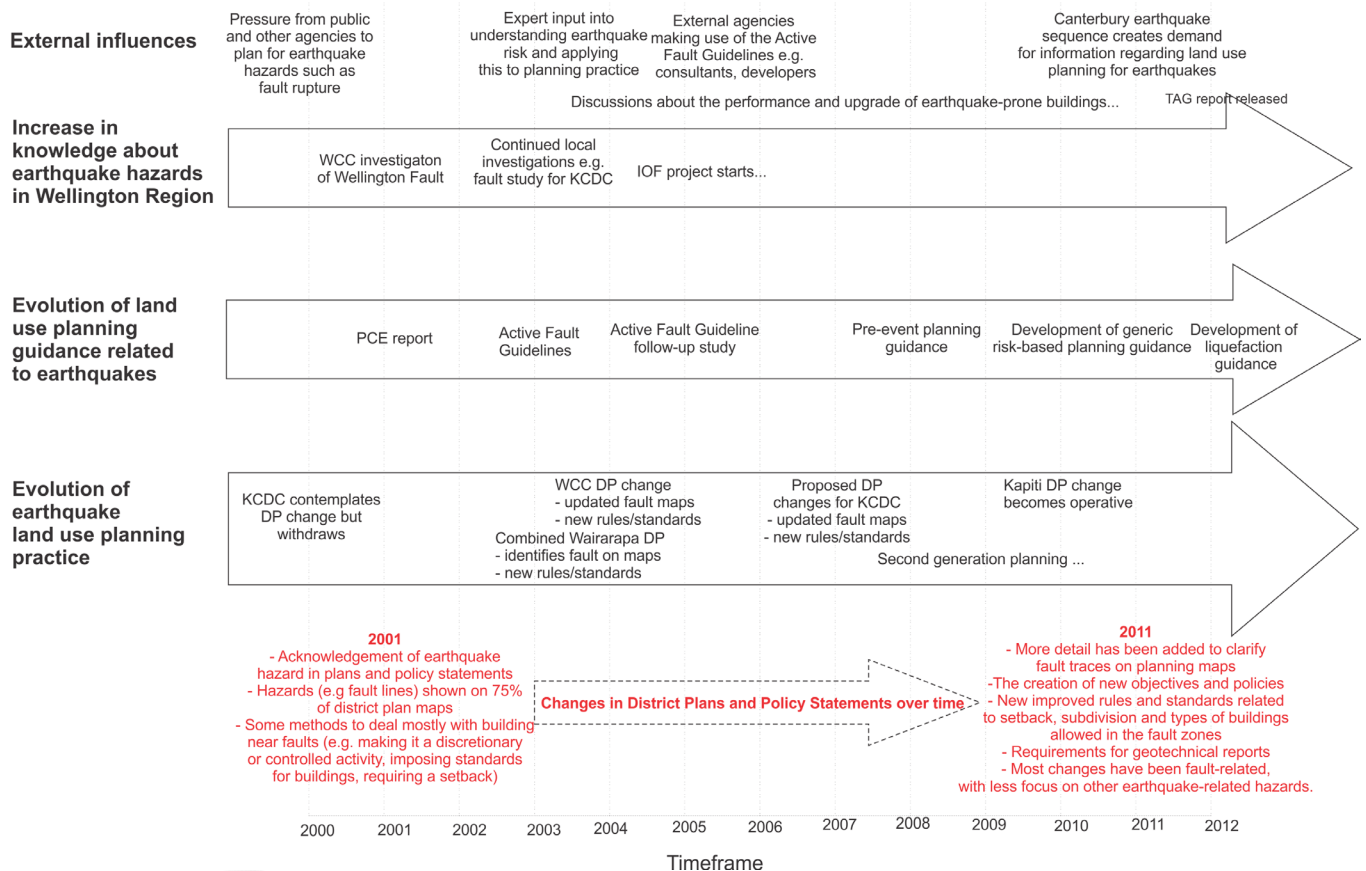 External influences
Pressure from public
and other agencies to
plan for earthquake
hazards such as
fault rupture
Expert input into
understanding earthquake
risk and applying
this to planning practice
External agencies
making use of the Active
Fault Guidelines e.g.
consultants, developers
Canterbury earthquake
sequence creates demand
for information regarding land use
planning for earthquakes
Discussions about the performance and upgrade of earthquake-prone buildings...
TAG report released
Increase in
knowledge about
earthquake hazards
in Wellington Region
WCC investigaton
of Wellington Fault
Continued local
investigations e.g.
fault study for KCDC
IOF project starts...
Evolution of land
use planning
guidance related
to earthquakes
PCE report
Active Fault
Guidelines
Active Fault Guideline
follow-up study
Pre-event planning
guidance
Development of generic
risk-based planning guidance
Development of
liquefaction
guidance
Evolution of
earthquake
land use planning
practice
KCDC contemplates
DP change but
withdraws
WCC DP change
- updated fault maps
- new rules/standards
Combined Wairarapa DP
- identifies fault on maps
- new rules/standards
Proposed DP
changes for KCDC
- updated fault maps
- new rules/standards
Kapiti DP change
becomes operative
Second generation planning ...
2001
- Acknowledgement of earthquake
hazard in plans and policy statements
- Hazards (e.g fault lines) shown on 75%
of district plan maps
- Some methods to deal mostly with building
near faults (e.g. making it a discretionary
or controlled activity, imposing standards
for buildings, requiring a setback)
Changes in District Plans and Policy Statements over time
2011
- More detail has been added to clarify
fault traces on planning maps
-The creation of new objectives and policies
- New improved rules and standards related
to setback, subdivision and types of buildings
allowed in the fault zones
- Requirements for geotechnical reports
- Most changes have been fault-related,
with less focus on other earthquake-related hazards.
2000 2001 2002 2003 2004 2005 2006 2007 2008 2009 2010 2011 2012
Timeframe